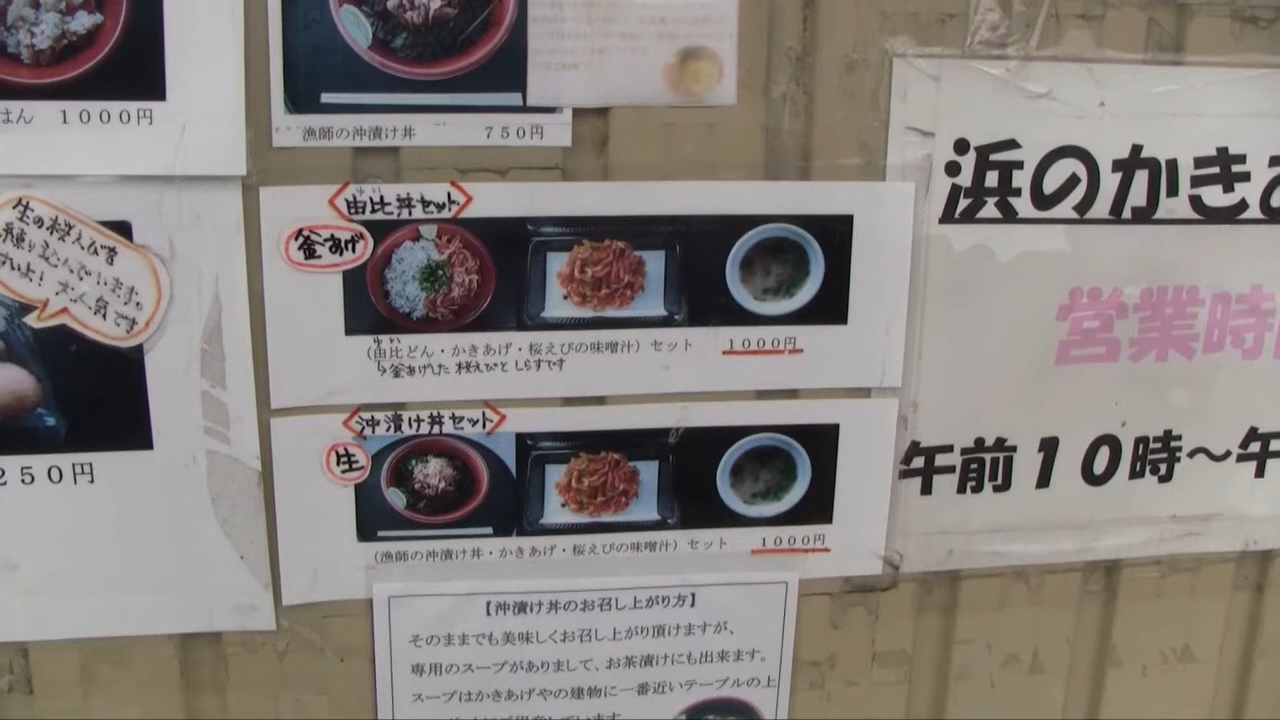 はん 1000円
漁師の沖漬け丼 750円
生の桜えびを
練り込んでいます。
大人気です
250円
ゆい
由比丼セット
釜あげ
ゆい
(由比どん・かきあげ・桜えびの味噌汁)セット 1000円
↳釜あげした桜えびと しらすです
沖漬け丼セット
生
(漁師の沖漬け丼・かきあげ・桜えびの味噌汁)セット 1000円
【沖漬け丼のお召し上がり方】
そのままでも美味しくお召し上がり頂けますが、
専用のスープがありまして、お茶漬けにも出来ます。
スープはかきあげやの建物に一番近いテーブルの上
浜のかき
営業時
午前10時~午